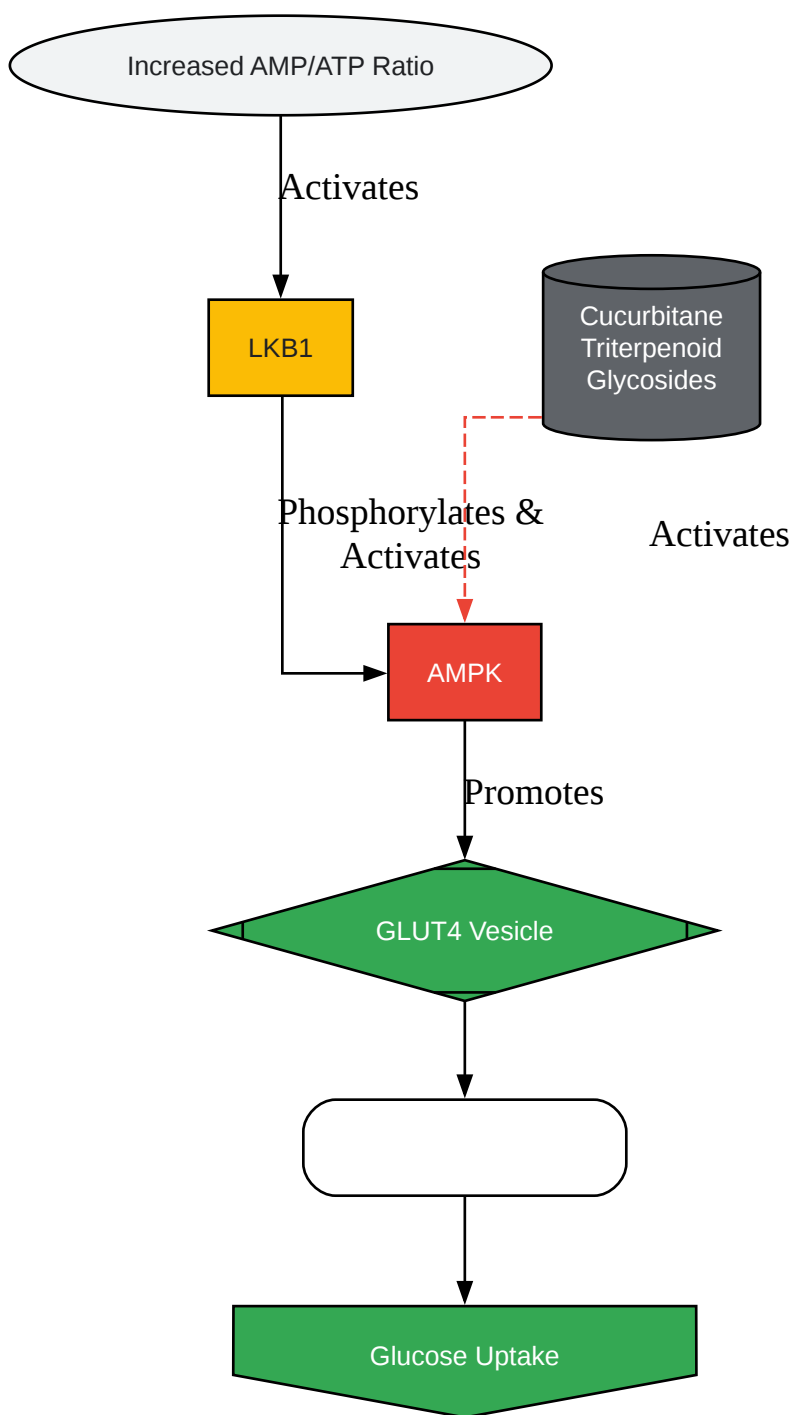 Increased AMP/ATP Ratio
Activates
LKB1
Cucurbitane
Triterpenoid
Glycosides
Phosphorylates &
Activates
Activates
AMPK
Promotes
GLUT4 Vesicle
Glucose Uptake